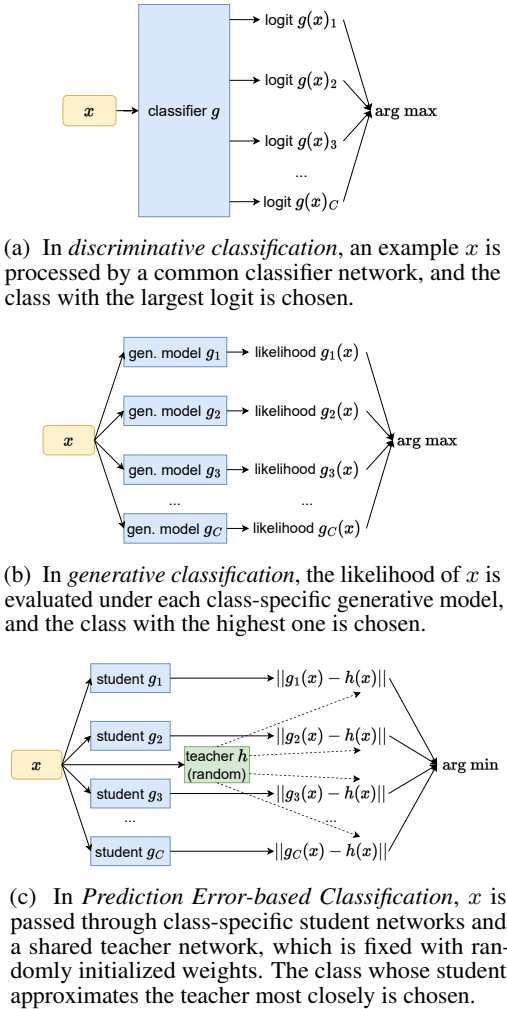 logit g(x)₁
logit g(x)₂
x
classifier g
arg max
logit g(x)₃
...
logit g(x)_C
(a) In discriminative classification, an example x is
processed by a common classifier network, and the
class with the largest logit is chosen.
gen. model g₁
likelihood g₁(x)
gen. model g₂
likelihood g₂(x)
x
arg max
gen. model g₃
likelihood g₃(x)
...
...
gen. model g_C
likelihood g_C(x)
(b) In generative classification, the likelihood of x is
evaluated under each class-specific generative model,
and the class with the highest one is chosen.
student g₁
||g₁(x) − h(x)||
student g₂
||g₂(x) − h(x)||
x
teacher h
(random)
arg min
student g₃
||g₃(x) − h(x)||
...
...
student g_C
||g_C(x) − h(x)||
(c) In Prediction Error-based Classification, x is
passed through class-specific student networks and
a shared teacher network, which is fixed with ran-
domly initialized weights. The class whose student
approximates the teacher most closely is chosen.